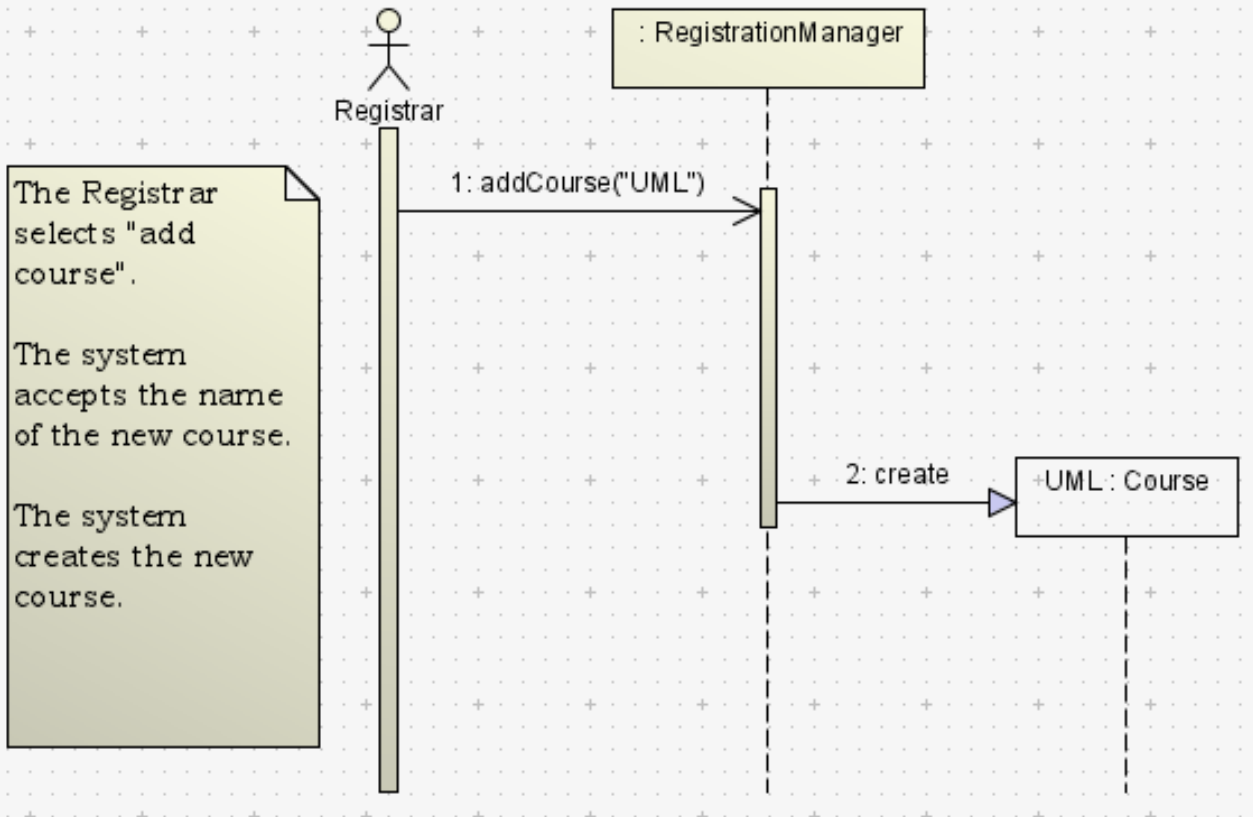 : RegistrationManager
Registrar
1: addCourse("UML")
The Registrar
selects "add
course".
The system
accepts the name
of the new course.
The system
creates the new
course.
2: create
UML : Course